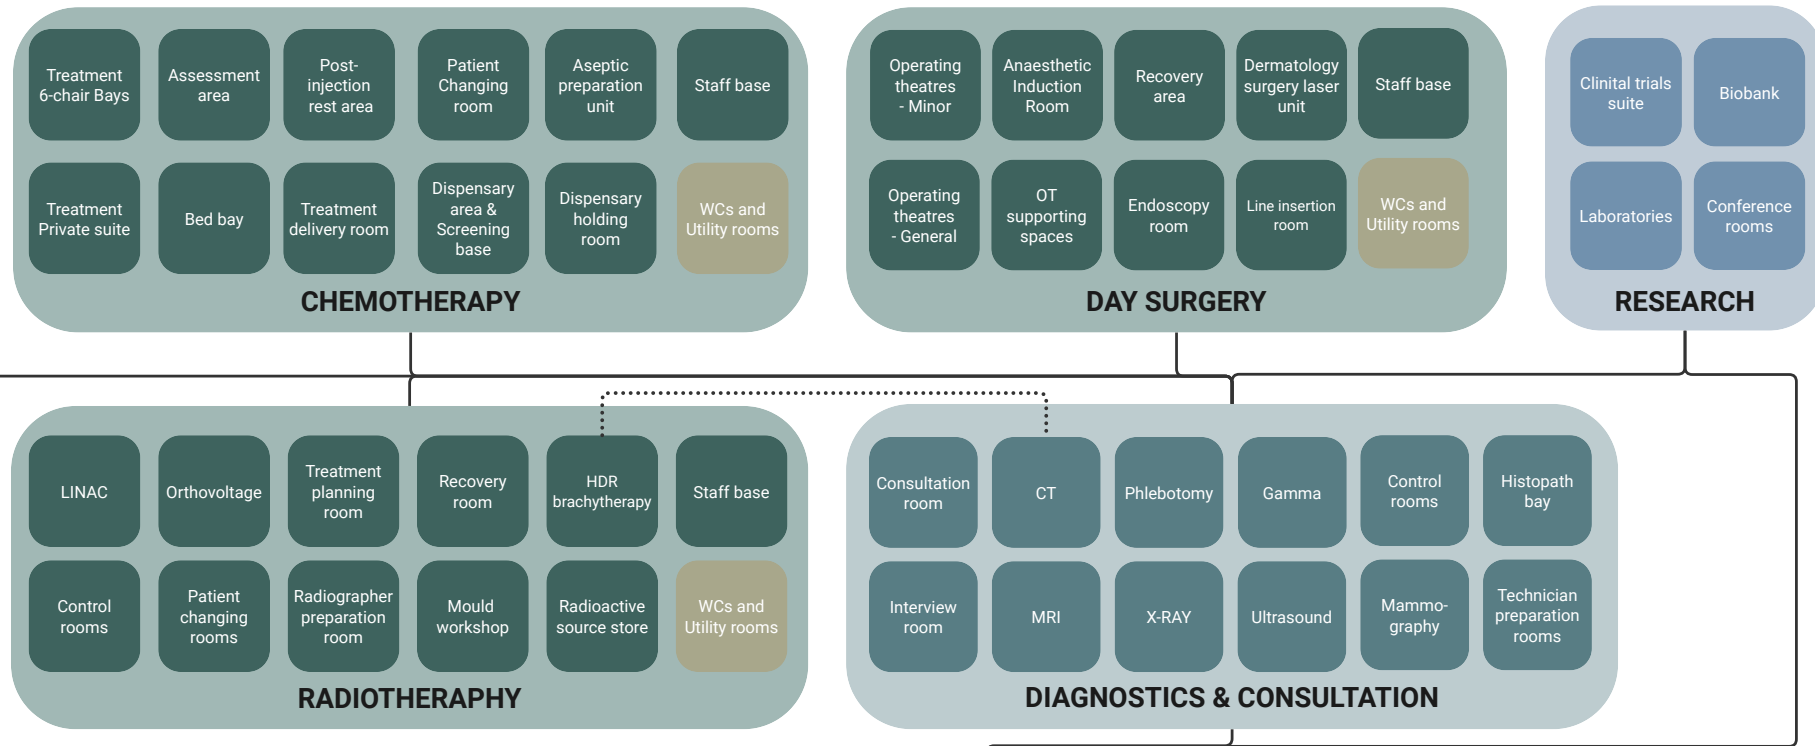 Treatment
6-chair Bays
Assessment
area
Post-
injection
rest area
Patient
Changing
room
Aseptic
preparation
unit
Staff base
Treatment
Private suite
Bed bay
Treatment
delivery room
Dispensary
area &
Screening
base
Dispensary
holding
room
WCs and
Utility rooms
CHEMOTHERAPY
Operating
theatres
- Minor
Anaesthetic
Induction
Room
Recovery
area
Dermatology
surgery laser
unit
Staff base
Operating
theatres
- General
OT
supporting
spaces
Endoscopy
room
Line insertion
room
WCs and
Utility rooms
DAY SURGERY
Clinital trials
suite
Biobank
Laboratories
Conference
rooms
RESEARCH
LINAC
Orthovoltage
Treatment
planning
room
Recovery
room
HDR
brachytherapy
Staff base
Control
rooms
Patient
changing
rooms
Radiographer
preparation
room
Mould
workshop
Radioactive
source store
WCs and
Utility rooms
RADIOTHERAPHY
Consultation
room
CT
Phlebotomy
Gamma
Control
rooms
Histopath
bay
Interview
room
MRI
X-RAY
Ultrasound
Mammo-
graphy
Technician
preparation
rooms
DIAGNOSTICS & CONSULTATION